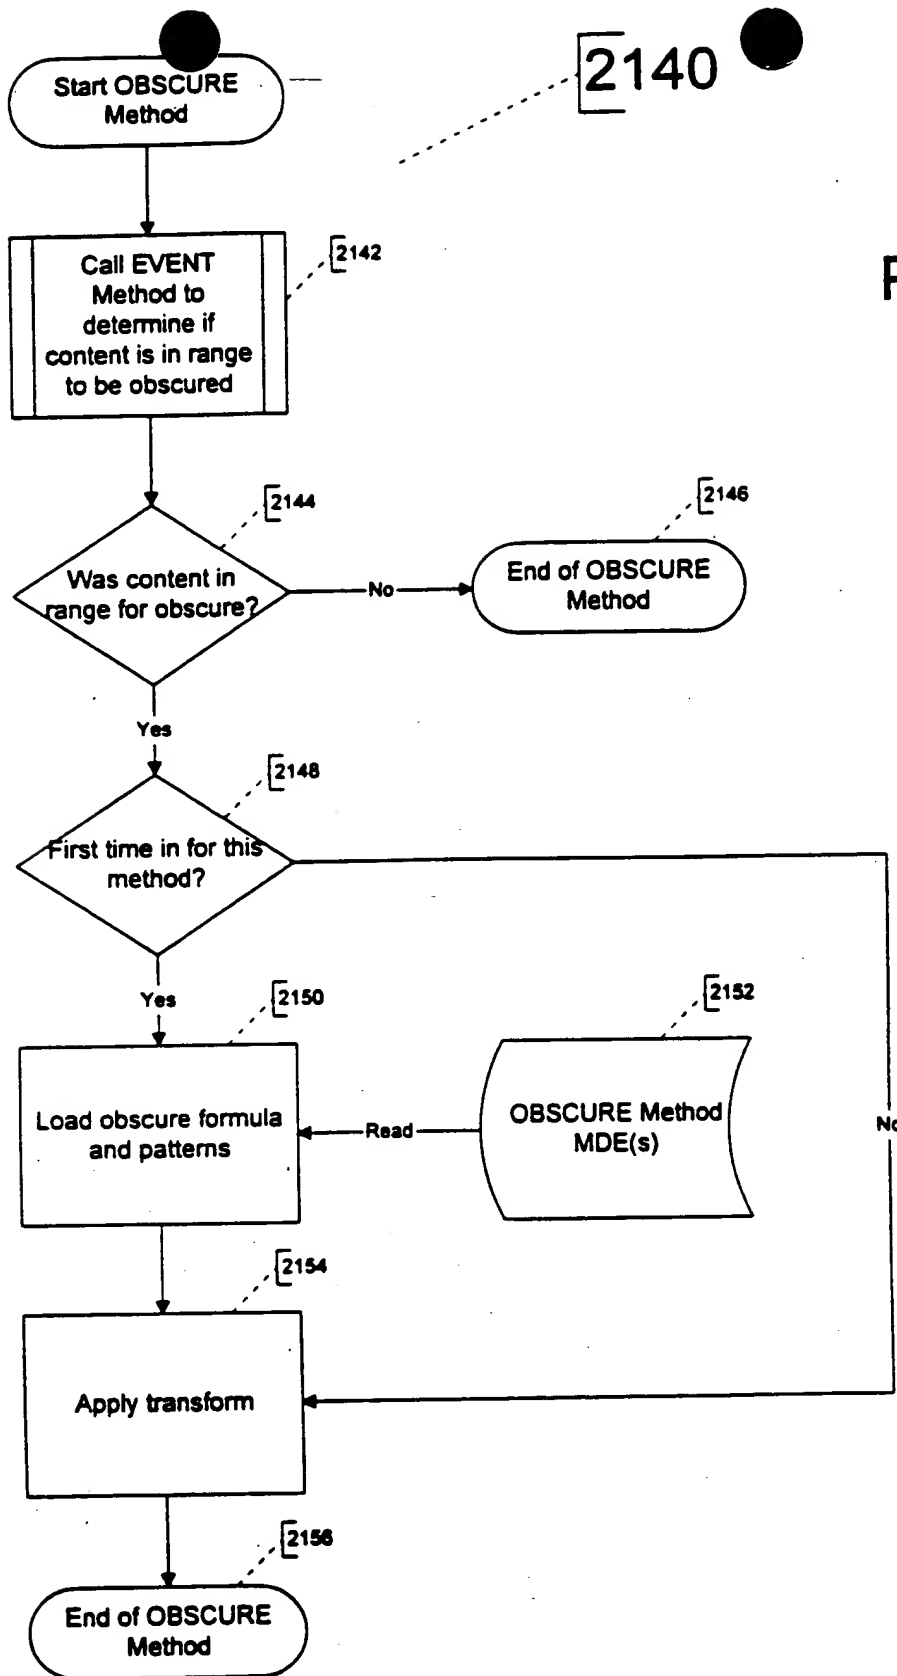 2140
Start OBSCURE
Method
2142
Call EVENT
Method to
determine if
content is in range
to be obscured
2144
Was content in
range for obscure?
No
2146
End of OBSCURE
Method
Yes
2148
First time in for this
method?
No
Yes
2150
Load obscure formula
and patterns
Read
2152
OBSCURE Method
MDE(s)
2154
Apply transform
2156
End of OBSCURE
Method